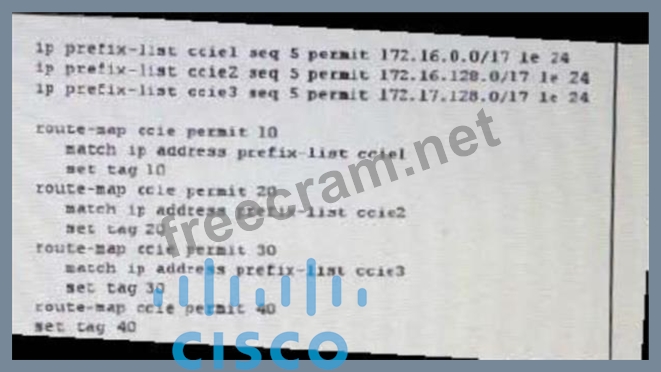 ip prefix-list ccie1 seq 5 permit 172.16.0.0/17 le 24
ip prefix-list ccie2 seq 5 permit 172.16.128.0/17 le 24
ip prefix-list ccie3 seq 5 permit 172.17.128.0/17 le 24
route-map ccie permit 10
match ip address prefix-list ccie1
set tag 10
route-map ccie permit 20
match ip address prefix-list ccie2
set tag 20
route-map ccie permit 30
match ip address prefix-list ccie3
set tag 30
route-map ccie permit 40
set tag 40
freecram.net
CISCO